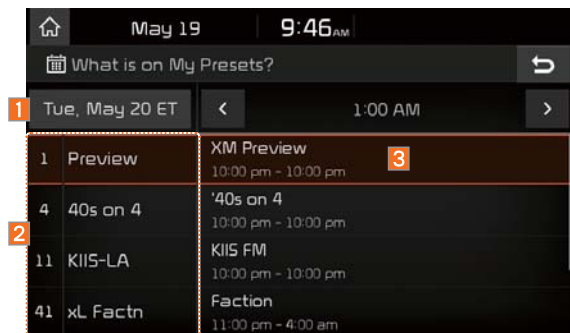 May 19 9:46 AM
What is on My Presets?
1 Tue, May 20 ET < 1:00 AM >
1 Preview XM Preview 3
10:00 pm - 10:00 pm
4 40s on 4 '40s on 4
10:00 pm - 10:00 pm
2
11 KIIS-LA KIIS FM
10:00 pm - 10:00 pm
41 xL Factn Faction
11:00 pm - 4:00 am